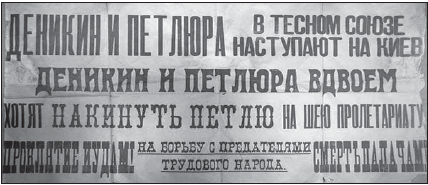 ДЕНИКИН И ПЕТЛЮРА В ТЕСНОМ СОЮЗЕ
НАСТУПАЮТ НА КИЕВ
ДЕНИКИН И ПЕТЛЮРА ВДВОЕМ
ХОТЯТ НАКИНУТЬ ПЕТЛЮ НА ШЕЮ ПРОЛЕТАРИАТУ
ПРОКЛЯТИЕ ИУДАМ! НА БОРЬБУ С ПРЕДАТЕЛЯМИ
ТРУДОВОГО НАРОДА. СМЕРТЬ ПАЛАЧАМ!